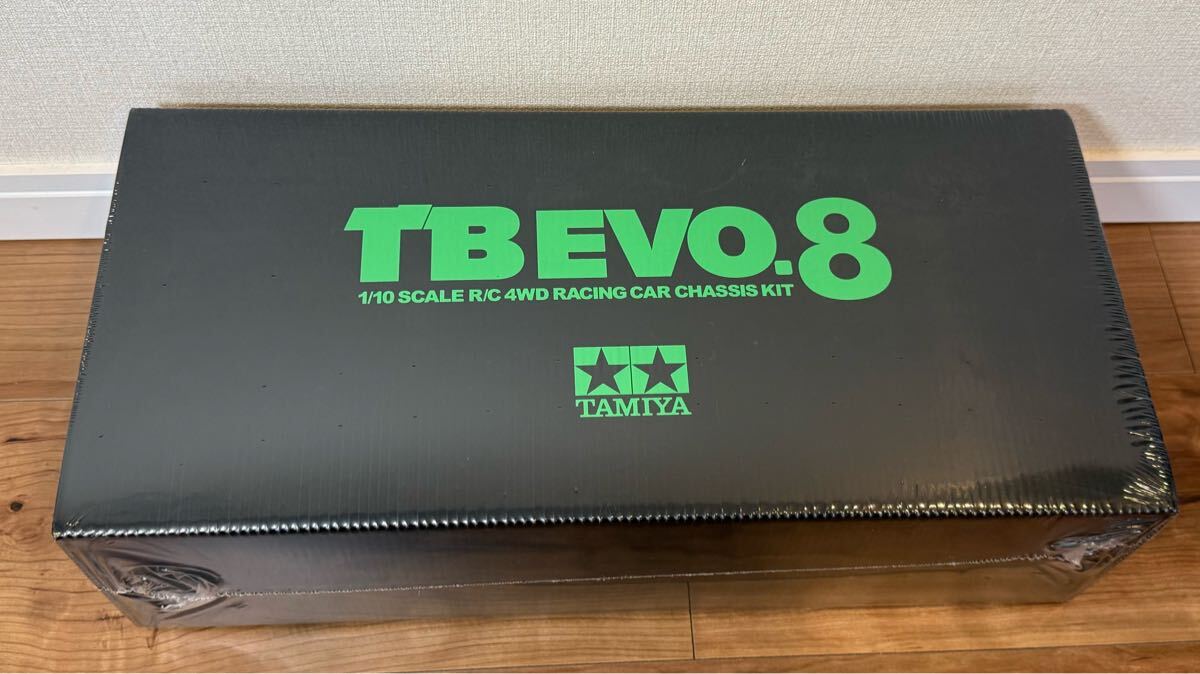 TB EVO.8
1/10 SCALE R/C 4WD RACING CAR CHASSIS KIT
TAMIYA